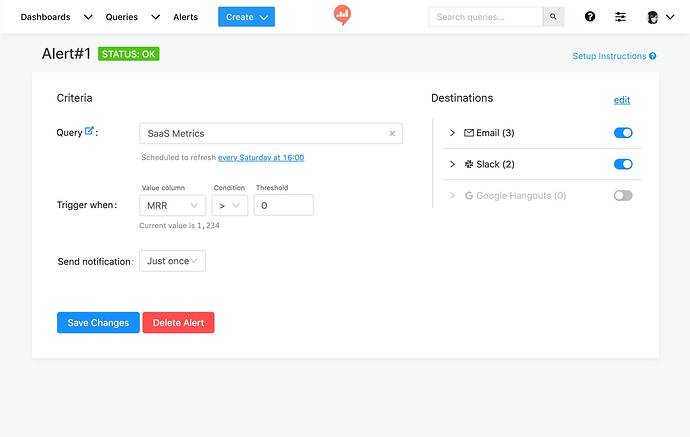 Dashboards Queries Alerts Create Search queries...
Alert#1 STATUS: OK Setup Instructions
Criteria
Query :
SaaS Metrics
Scheduled to refresh every Saturday at 16:00
Value column Condition Threshold
Trigger when: MRR > 0
Current value is 1,234
Send notification: Just once
Save Changes Delete Alert
Destinations edit
Email (3)
Slack (2)
Google Hangouts (0)